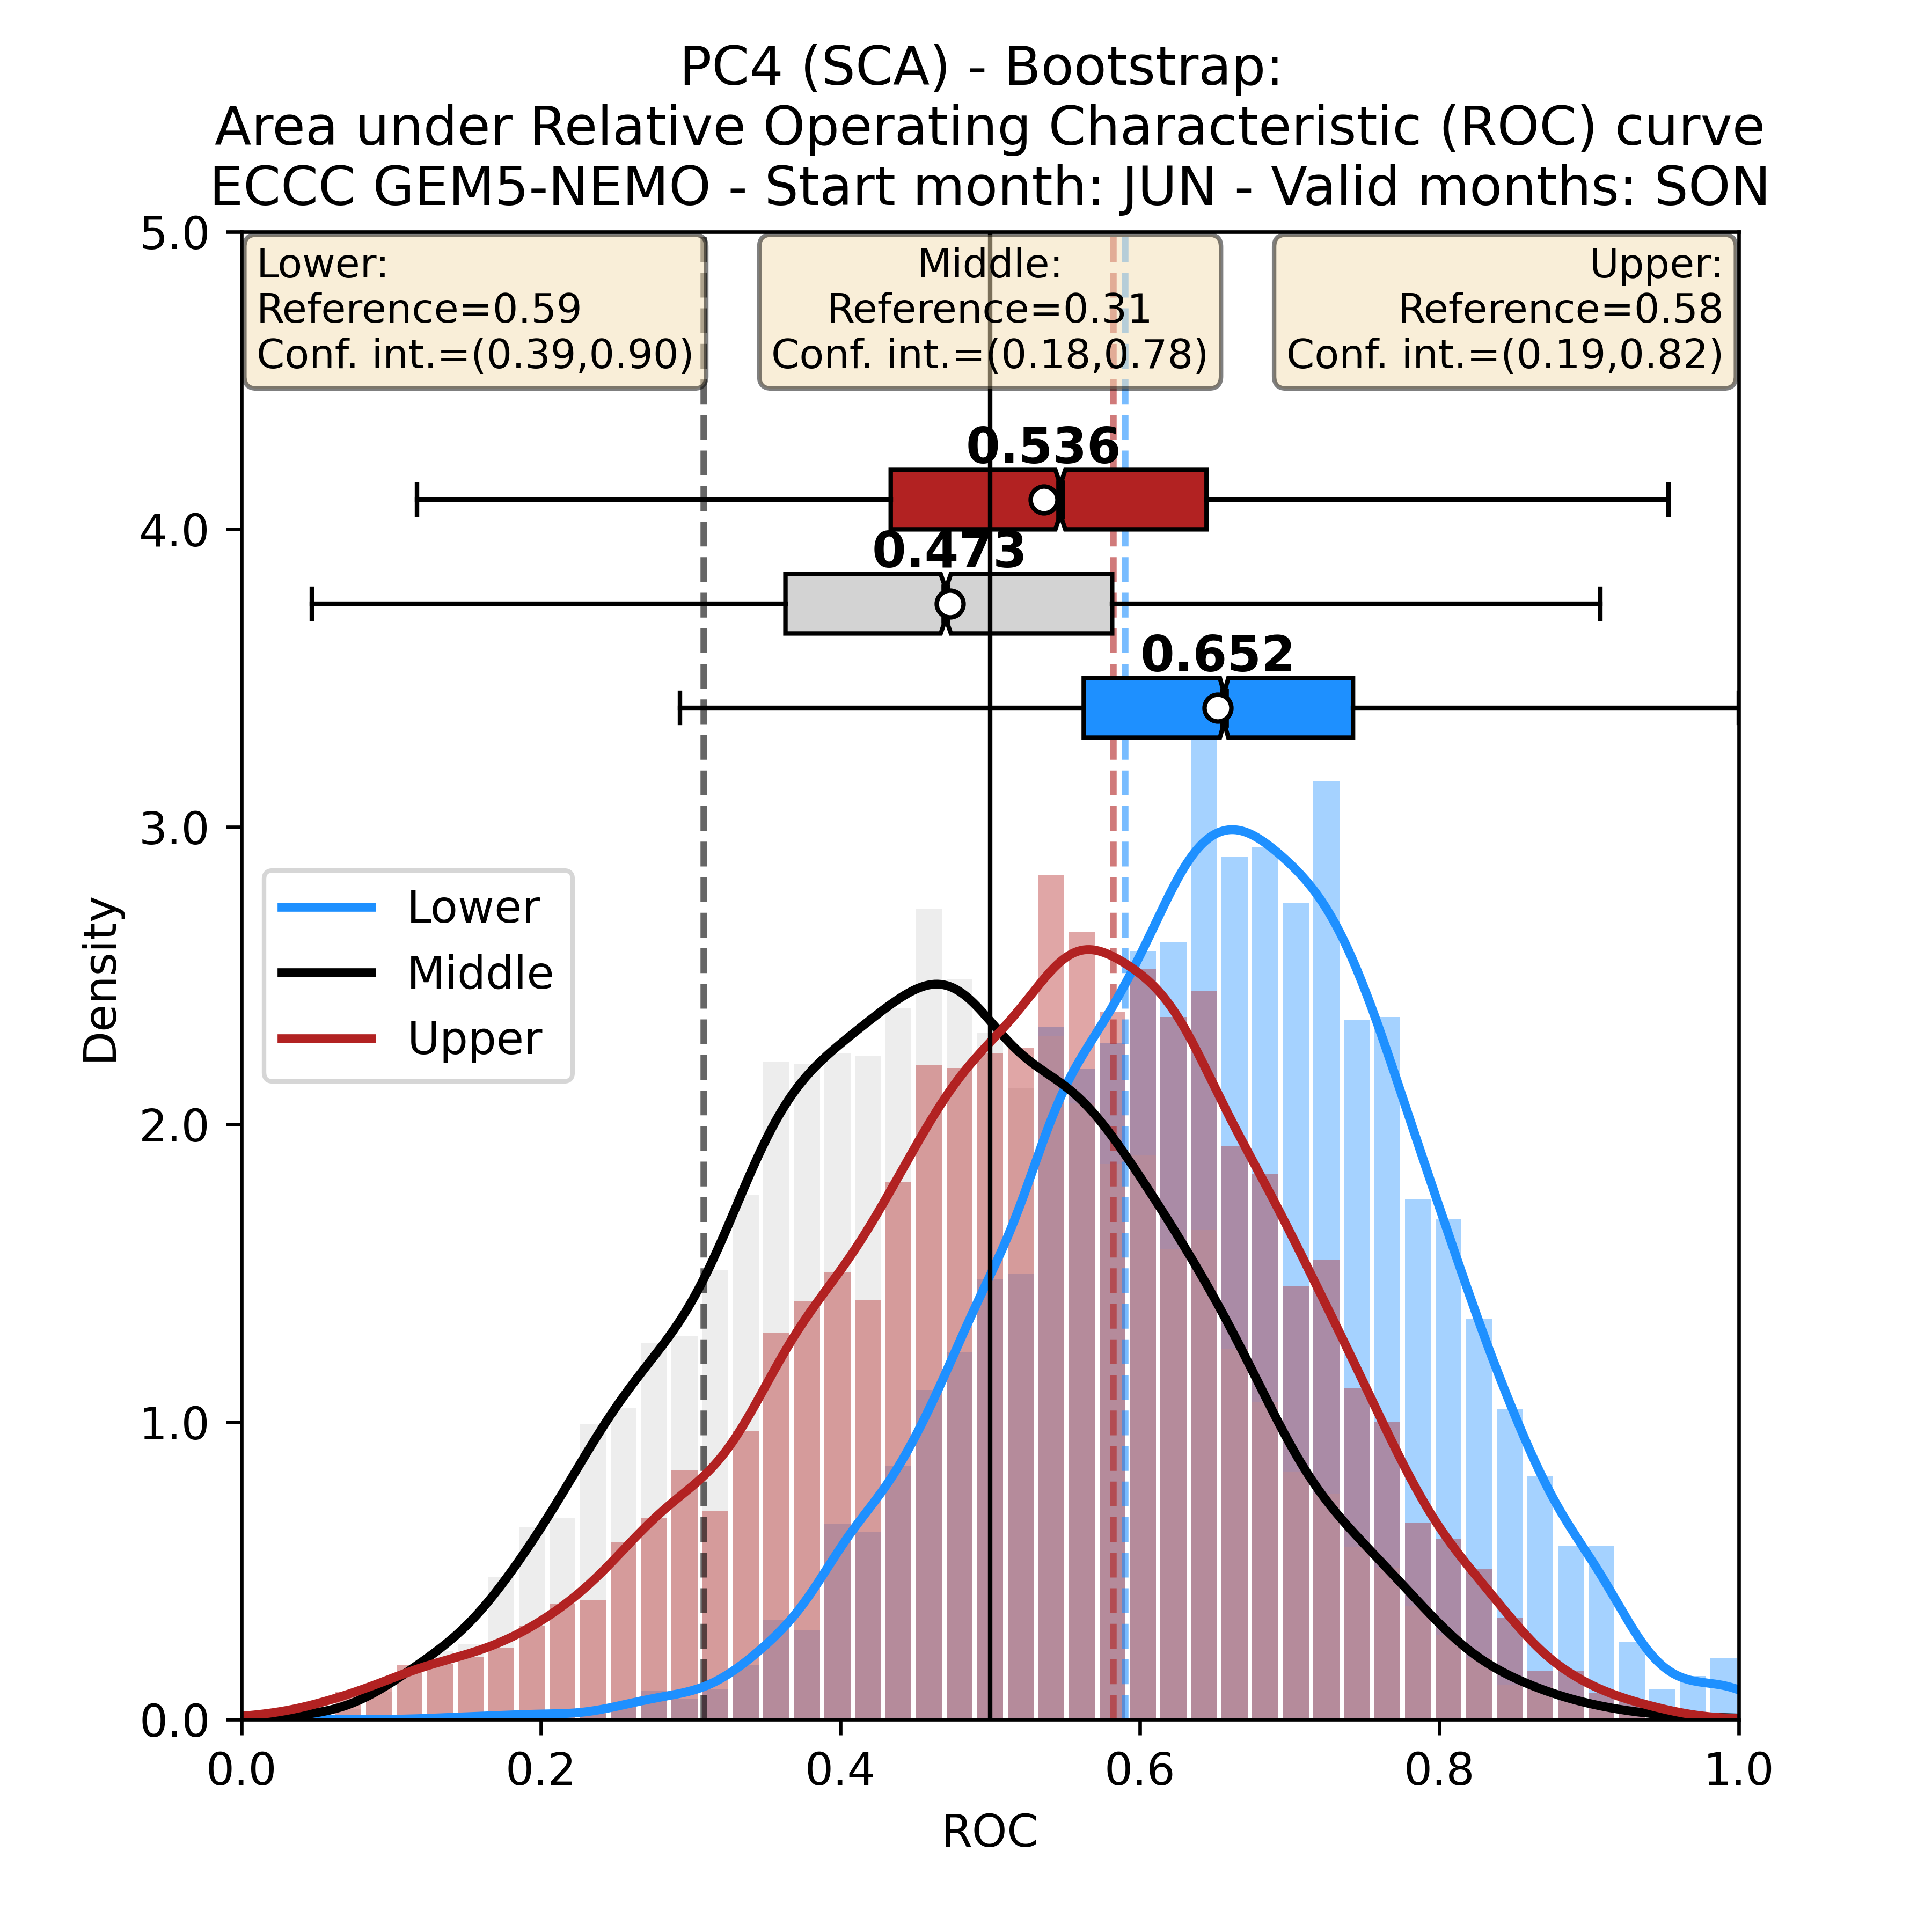 PC4 (SCA) - Bootstrap:
Area under Relative Operating Characteristic (ROC) curve
ECCC GEM5-NEMO - Start month: JUN - Valid months: SON
Lower:
Reference=0.59
Conf. int.=(0.39,0.90)
Middle:
Reference=0.31
Conf. int.=(0.18,0.78)
Upper:
Reference=0.58
Conf. int.=(0.19,0.82)
0.536
0.473
0.652
Lower
Middle
Upper
Density
5.0
4.0
3.0
2.0
1.0
0.0
0.0 0.2 0.4 0.6 0.8 1.0
ROC